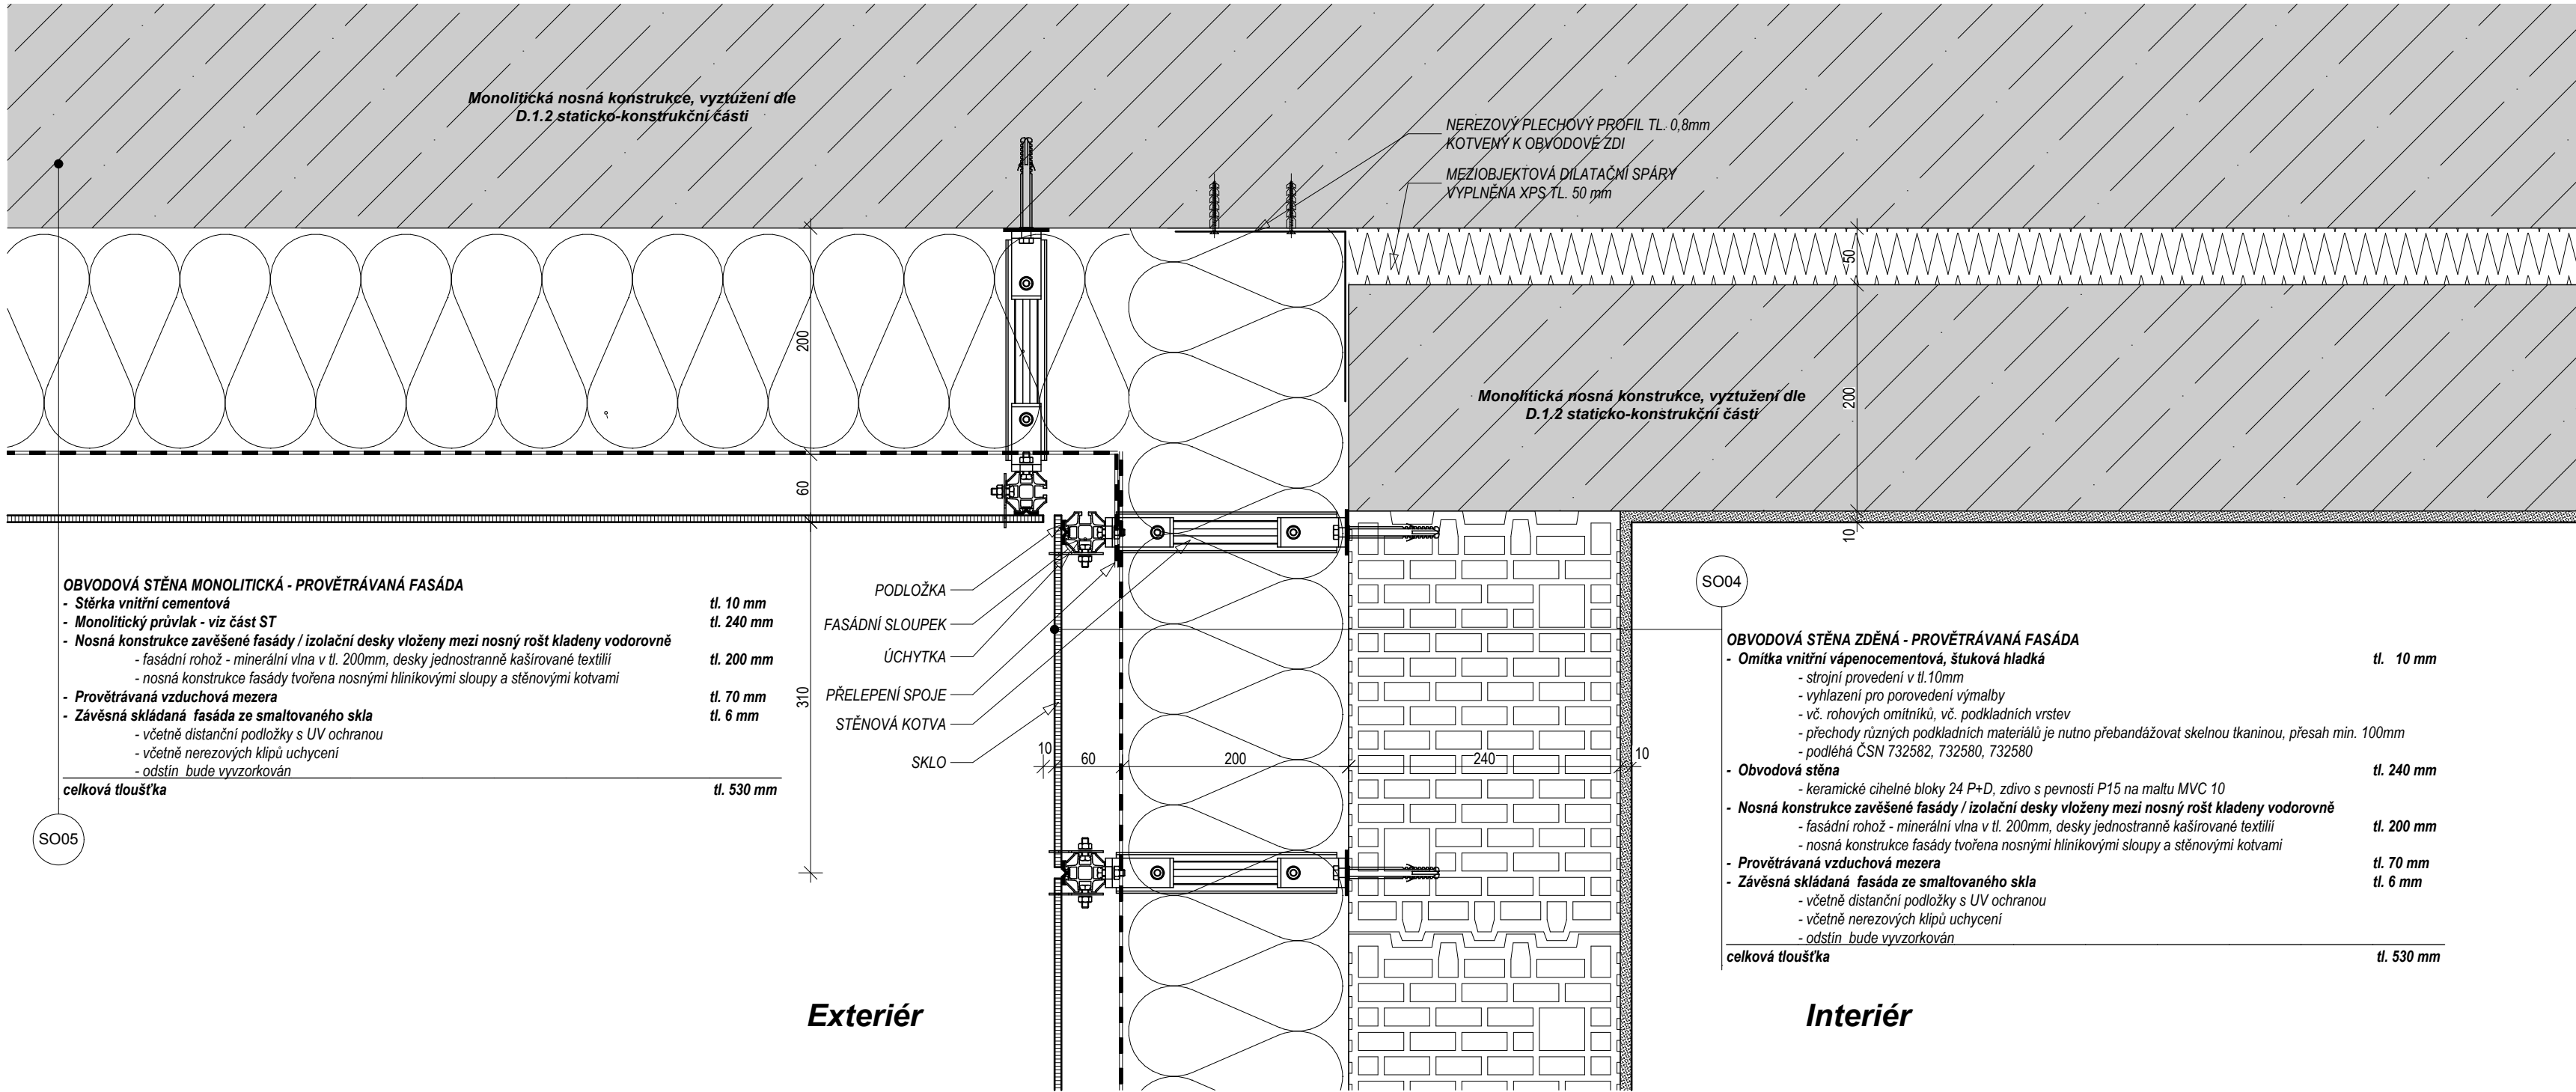 Monolitická nosná konstrukce, vyztužení dle
D.1.2 staticko-konstrukční části
NEREZOVÝ PLECHOVÝ PROFIL TL. 0,8mm
KOTVENÝ K OBVODOVÉ ZDI
MEZIOBJEKTOVÁ DILATAČNÍ SPÁRY
VYPLNĚNA XPS TL. 50 mm
50
200
200
Monolitická nosná konstrukce, vyztužení dle
D.1.2 staticko-konstrukční části
60
10
OBVODOVÁ STĚNA MONOLITICKÁ - PROVĚTRÁVANÁ FASÁDA
- Stěrka vnitřní cementová tl. 10 mm
- Monolitický průvlak - viz část ST tl. 240 mm
- Nosná konstrukce zavěšené fasády / izolační desky vloženy mezi nosný rošt kladeny vodorovně
- fasádní rohož - minerální vlna v tl. 200mm, desky jednostranně kašírované textilií tl. 200 mm
- nosná konstrukce fasády tvořena nosnými hliníkovými sloupy a stěnovými kotvami
- Provětrávaná vzduchová mezera tl. 70 mm
- Závěsná skládaná fasáda ze smaltovaného skla tl. 6 mm
- včetně distanční podložky s UV ochranou
- včetně nerezových klipů uchycení
- odstín bude vyvzorkován
celková tloušťka tl. 530 mm
SO05
310
PODLOŽKA
FASÁDNÍ SLOUPEK
ÚCHYTKA
PŘELEPENÍ SPOJE
STĚNOVÁ KOTVA
SKLO
10
60
200
240
10
SO04
OBVODOVÁ STĚNA ZDĚNÁ - PROVĚTRÁVANÁ FASÁDA
- Omítka vnitřní vápenocementová, štuková hladká tl. 10 mm
- strojní provedení v tl.10mm
- vyhlazení pro porovedení výmalby
- vč. rohových omítníků, vč. podkladních vrstev
- přechody různých podkladních materiálů je nutno přebandážovat skelnou tkaninou, přesah min. 100mm
- podléhá ČSN 732582, 732580, 732580
- Obvodová stěna tl. 240 mm
- keramické cihelné bloky 24 P+D, zdivo s pevností P15 na maltu MVC 10
- Nosná konstrukce zavěšené fasády / izolační desky vloženy mezi nosný rošt kladeny vodorovně
- fasádní rohož - minerální vlna v tl. 200mm, desky jednostranně kašírované textilií tl. 200 mm
- nosná konstrukce fasády tvořena nosnými hliníkovými sloupy a stěnovými kotvami
- Provětrávaná vzduchová mezera tl. 70 mm
- Závěsná skládaná fasáda ze smaltovaného skla tl. 6 mm
- včetně distanční podložky s UV ochranou
- včetně nerezových klipů uchycení
- odstín bude vyvzorkován
celková tloušťka tl. 530 mm
Exteriér
Interiér